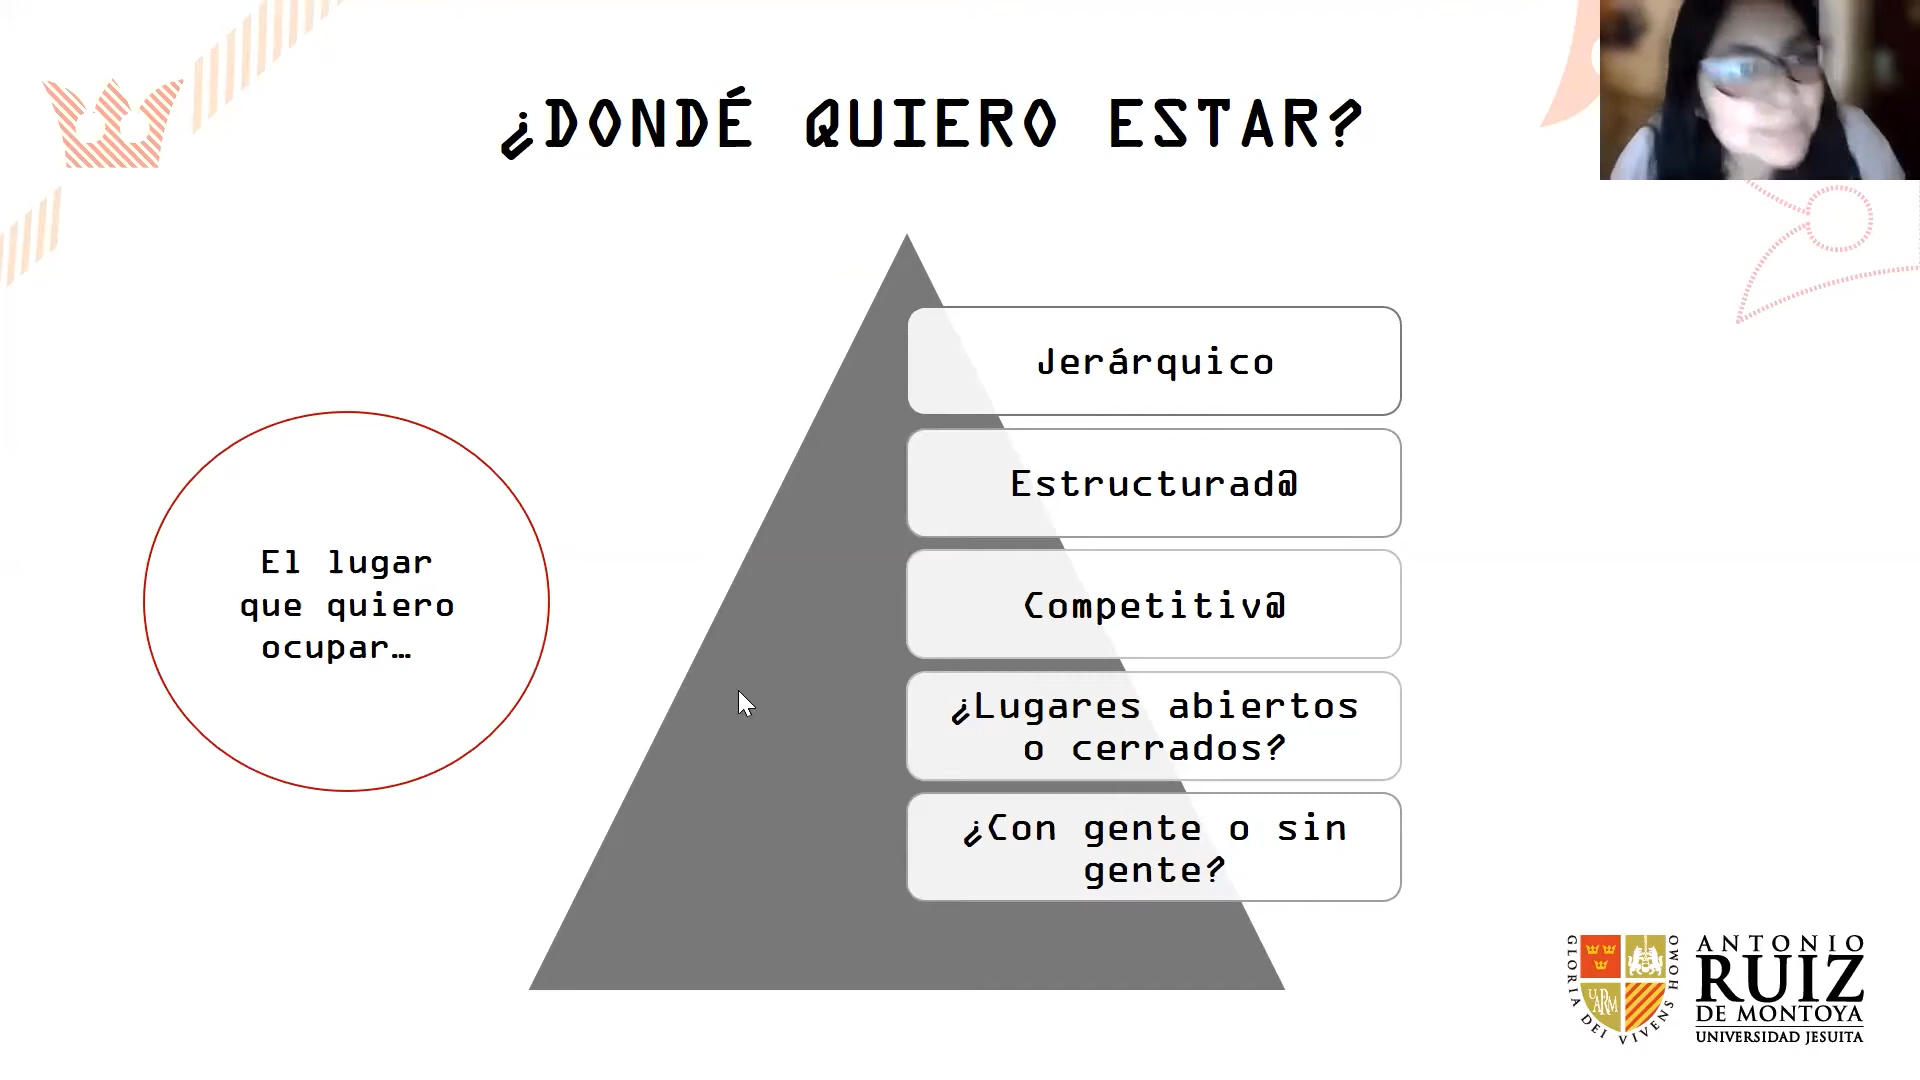 ¿DONDÉ QUIERO ESTAR?
El lugar
que quiero
ocupar…
Jerárquico
Estructurad@
Competitiv@
¿Lugares abiertos
o cerrados?
¿Con gente o sin
gente?
GLORIA DEI VIVENS HOMO
UARM
ANTONIO
RUIZ
DE MONTOYA
UNIVERSIDAD JESUITA